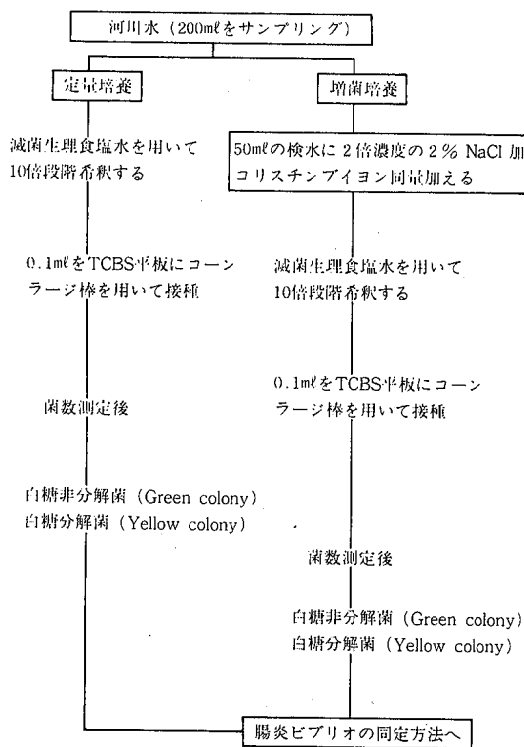 河川水（200mℓをサンプリング）
定量培養
滅菌生理食塩水を用いて
10倍段階希釈する
0.1mℓをTCBS平板にコーン
ラージ棒を用いて接種
菌数測定後
白糖非分解菌（Green colony）
白糖分解菌（Yellow colony）
増菌培養
50mℓの検水に２倍濃度の２% NaCl 加
コリスチンブイヨン同量加える
滅菌生理食塩水を用いて
10倍段階希釈する
0.1mℓをTCBS平板にコーン
ラージ棒を用いて接種
菌数測定後
白糖非分解菌（Green colony）
白糖分解菌（Yellow colony）
腸炎ビブリオの同定方法へ